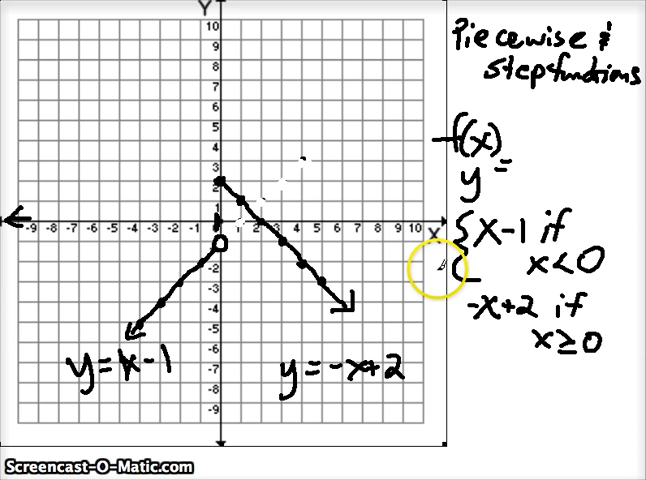 Y
10
9
8
7
6
5
4
3
2
1
-9 -8 -7 -6 -5 -4 -3 -2 1 2 3 4 5 6 7 8 9 10 X
-2
-3
-4
-5
-6
-7
-8
-9
y = x - 1
y = -x + 2
Piecewise &
step functions
f(x)
y =
{ x - 1 if
x < 0
-x + 2 if
x ≥ 0
Screencast-O-Matic.com